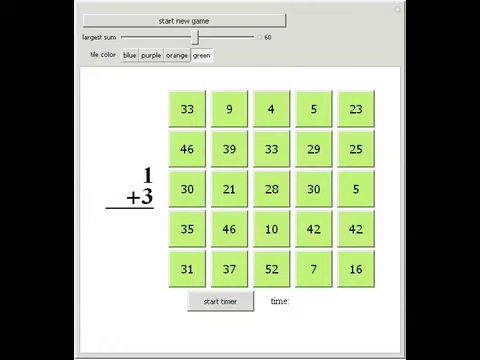 start new game
largest sum 60
tile color blue purple orange green
33 9 4 5 23
46 39 33 29 25
1
+3
30 21 28 30 5
35 46 10 42 42
31 37 52 7 16
start timer time: